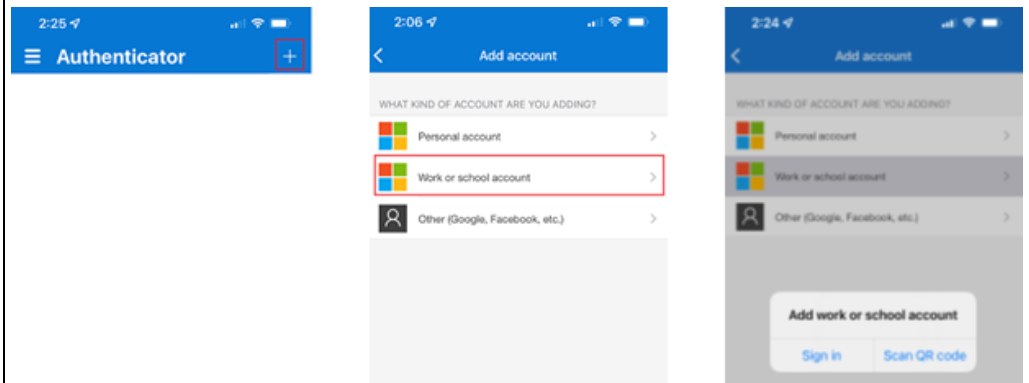 2:25
Authenticator
+
2:06
Add account
WHAT KIND OF ACCOUNT ARE YOU ADDING?
Personal account
Work or school account
Other (Google, Facebook, etc.)
2:24
Add account
WHAT KIND OF ACCOUNT ARE YOU ADDING?
Personal account
Work or school account
Other (Google, Facebook, etc.)
Add work or school account
Sign in
Scan QR code